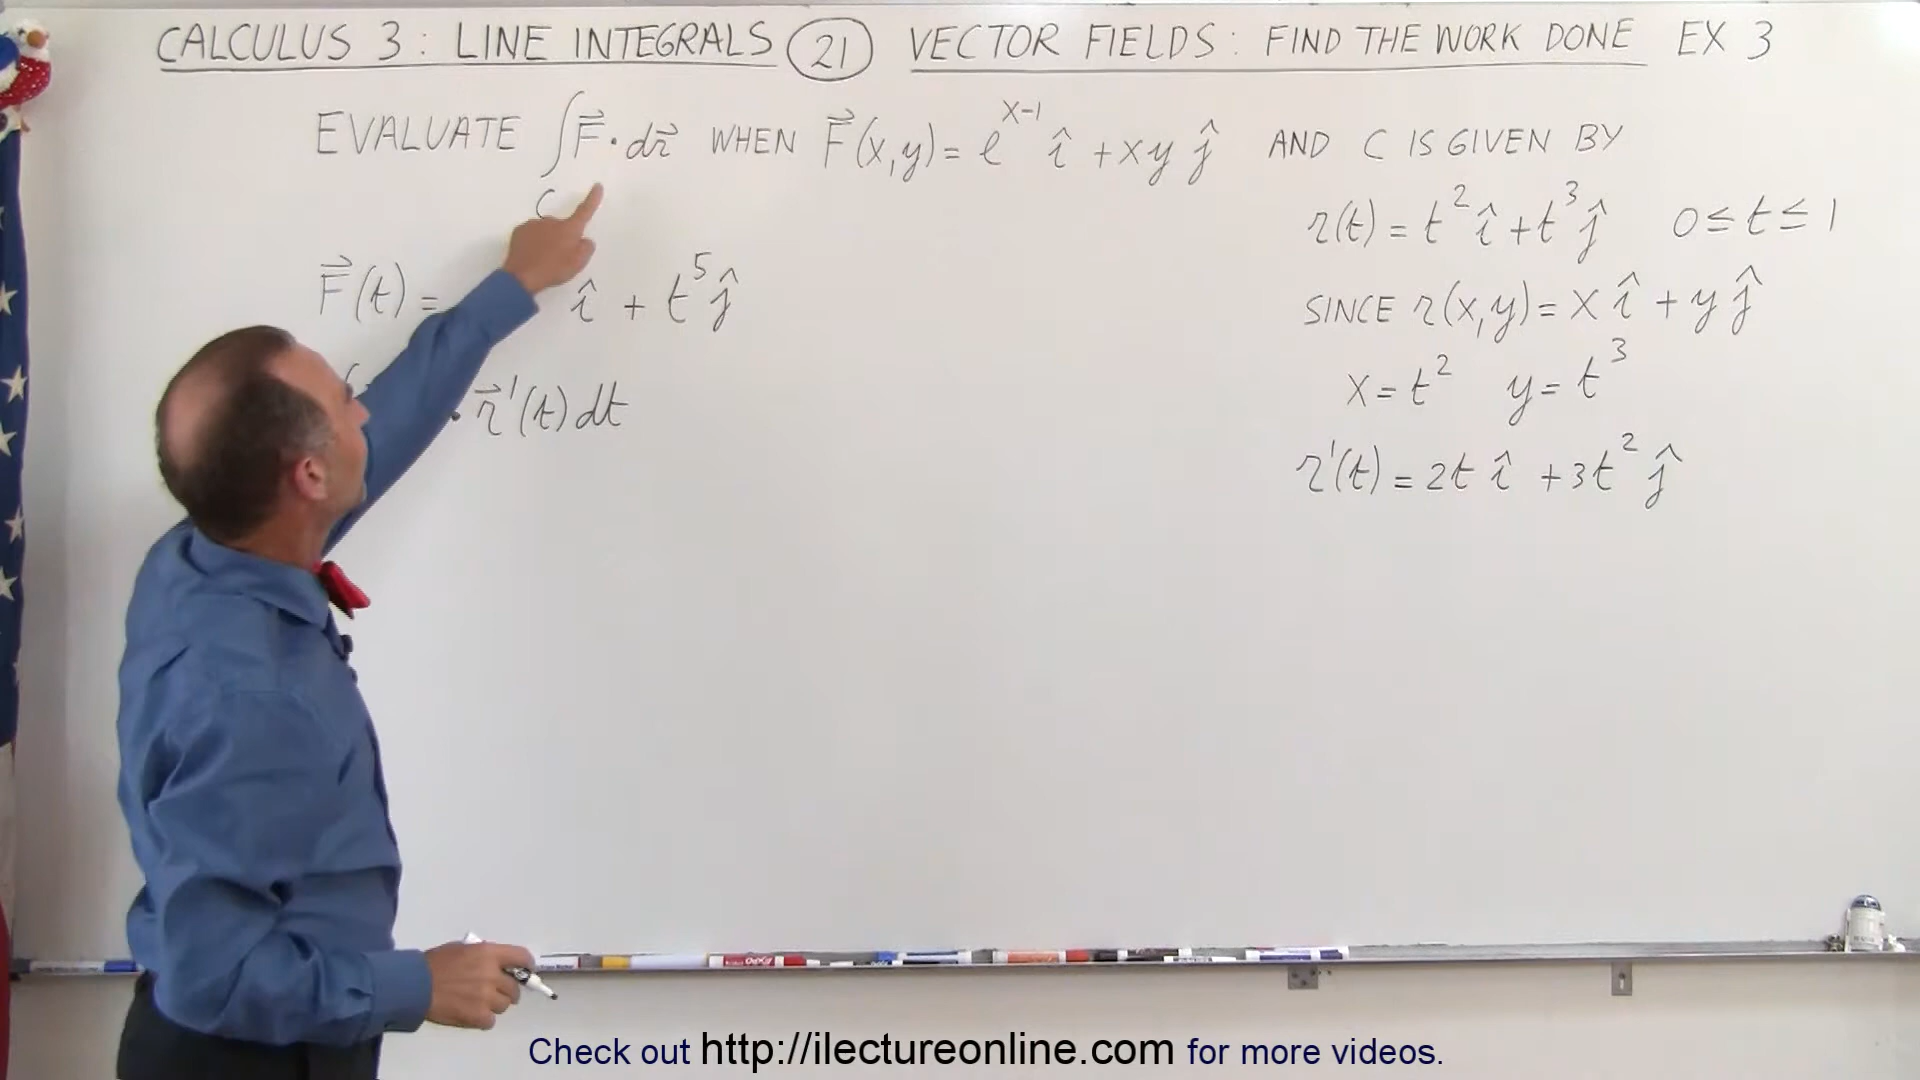 CALCULUS 3 : LINE INTEGRALS 21 VECTOR FIELDS : FIND THE WORK DONE EX 3
EVALUATE ∫_C F⃗ · dr⃗ WHEN F⃗(x,y) = e^(x-1) î + xy ĵ AND C IS GIVEN BY
r(t) = t² î + t³ ĵ 0 ≤ t ≤ 1
F⃗(t) = î + t⁵ ĵ
SINCE r(x,y) = x î + y ĵ
x = t² y = t³
· r⃗'(t) dt
r'(t) = 2t î + 3t² ĵ
Check out http://ilectureonline.com for more videos.